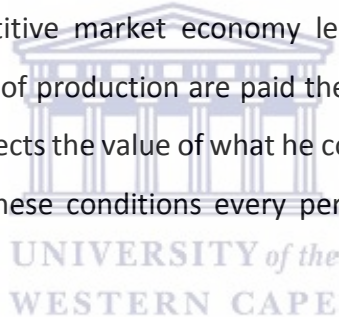 titive market economy le
of production are paid the
ects the value of what he co
hese conditions every per
UNIVERSITY of the
WESTERN CAPE